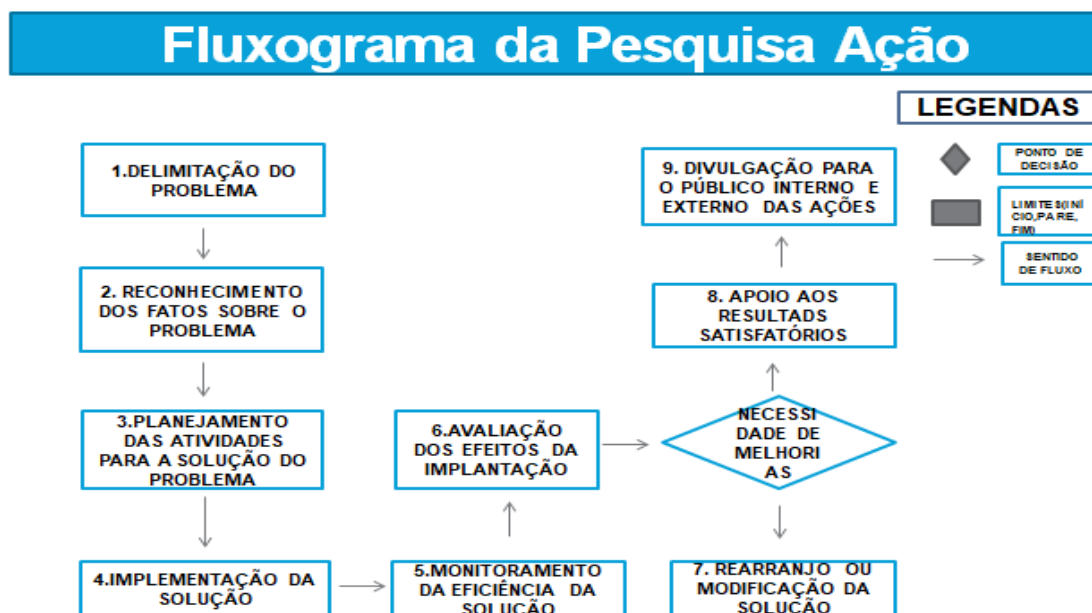 Fluxograma da Pesquisa Ação
LEGENDAS
PONTO DE
DECISÃO
LIMITES(INÍ
CIO,PARE,
FIM)
SENTIDO
DE FLUXO
1.DELIMITAÇÃO DO
PROBLEMA
2. RECONHECIMENTO
DOS FATOS SOBRE O
PROBLEMA
3.PLANEJAMENTO
DAS ATIVIDADES
PARA A SOLUÇÃO DO
PROBLEMA
4.IMPLEMENTAÇÃO DA
SOLUÇÃO
5.MONITORAMENTO
DA EFICIÊNCIA DA
SOLUÇÃO
6.AVALIAÇÃO
DOS EFEITOS DA
IMPLANTAÇÃO
NECESSI
DADE DE
MELHORI
AS
7. REARRANJO OU
MODIFICAÇÃO DA
SOLUÇÃO
8. APOIO AOS
RESULTADS
SATISFATÓRIOS
9. DIVULGAÇÃO PARA
O PÚBLICO INTERNO E
EXTERNO DAS AÇÕES